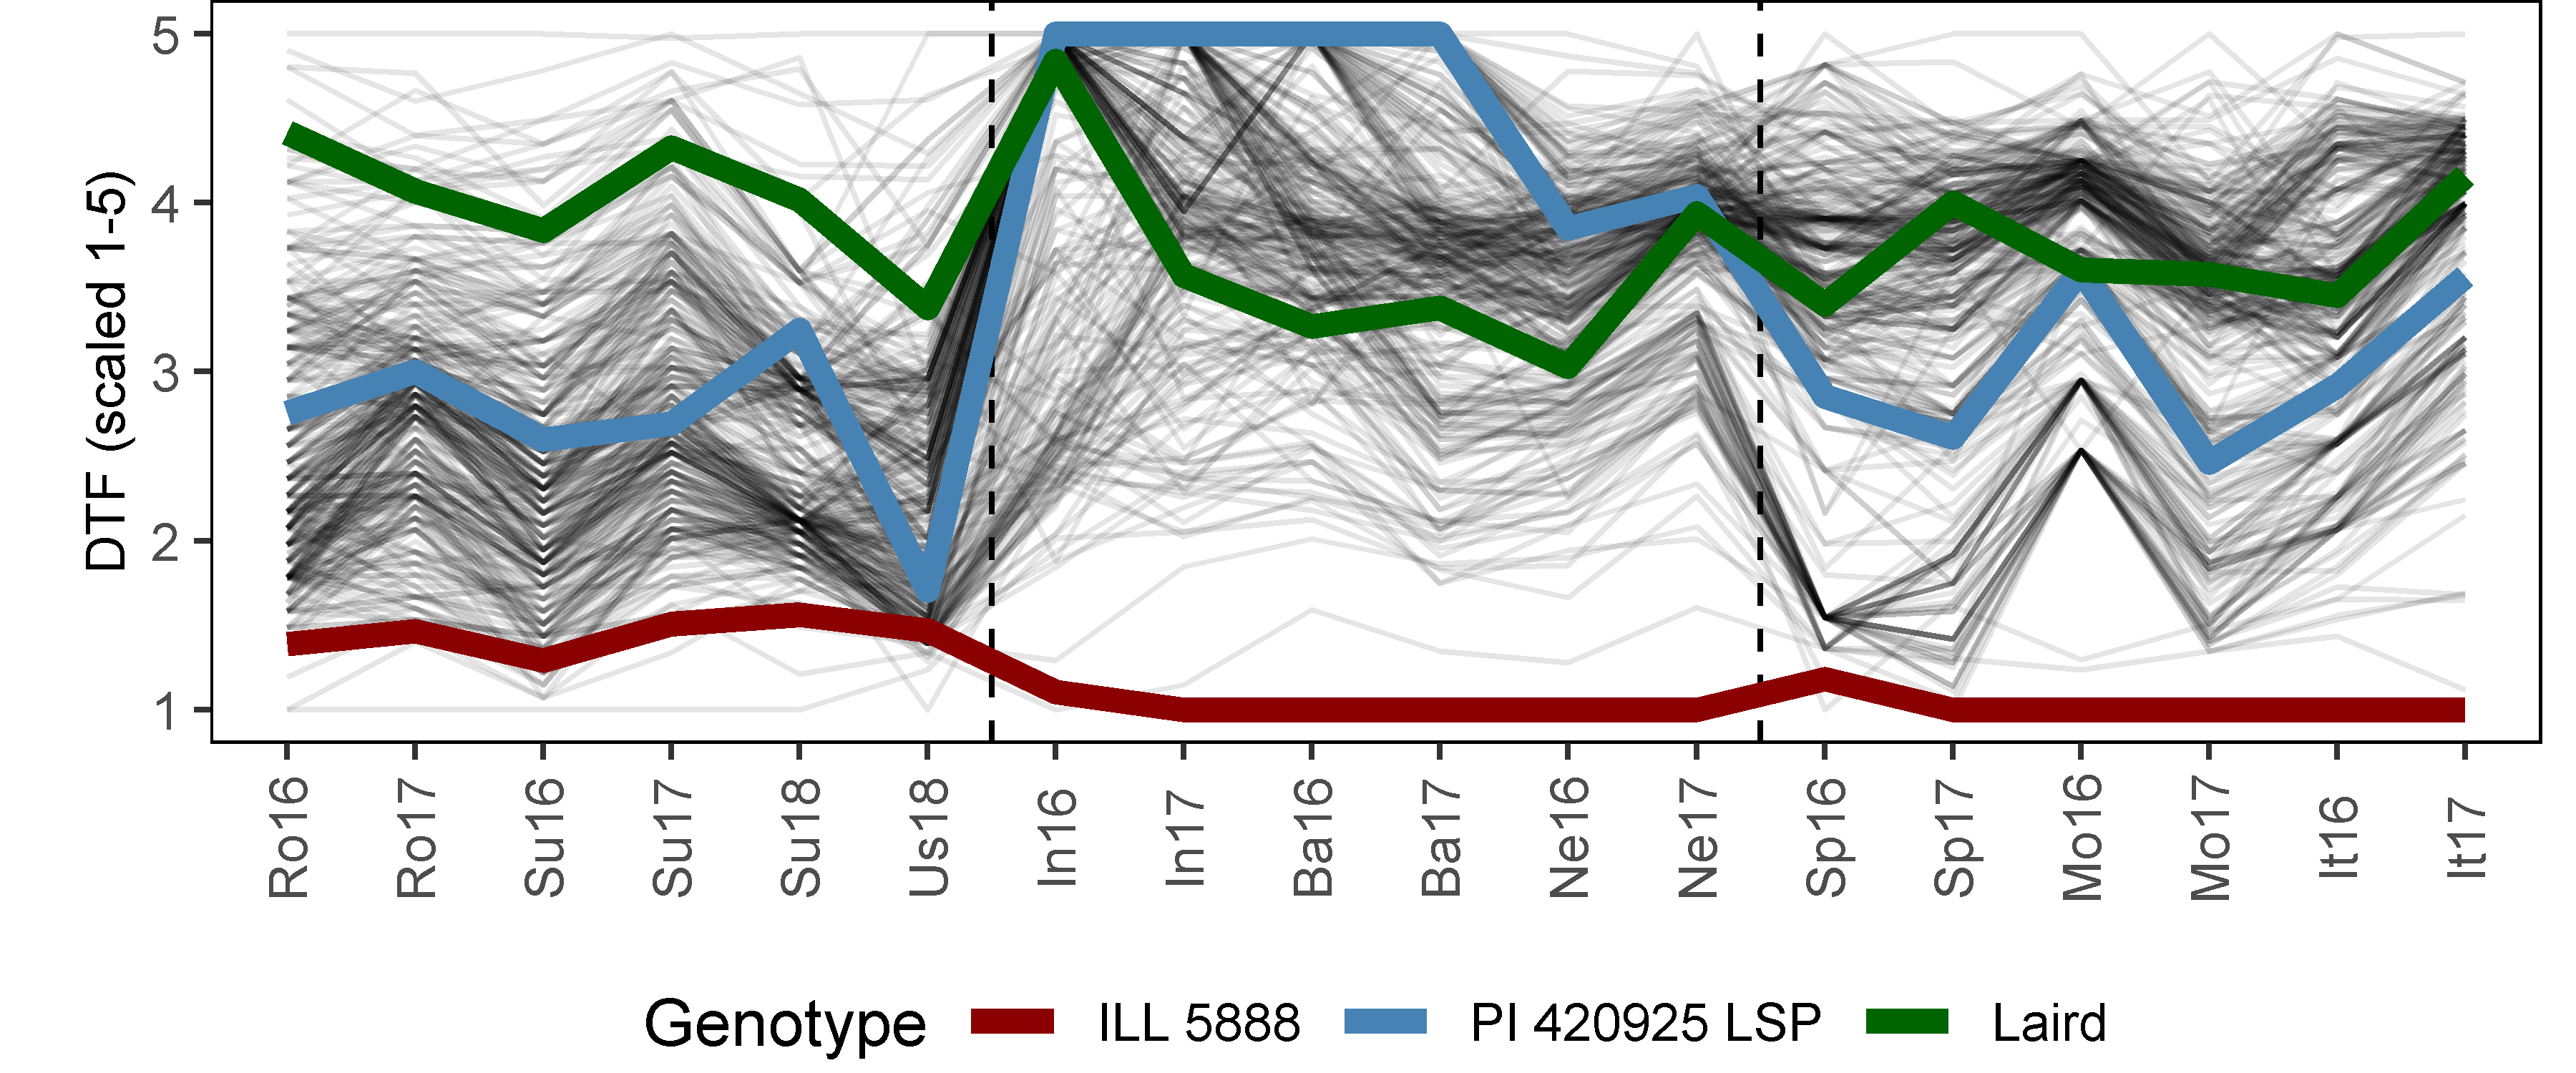 DTF (scaled 1-5)
5
4
3
2
1
Ro16
Ro17
Su16
Su17
Su18
Us18
In16
In17
Ba16
Ba17
Ne16
Ne17
Sp16
Sp17
Mo16
Mo17
It16
It17
Genotype ILL 5888 PI 420925 LSP Laird